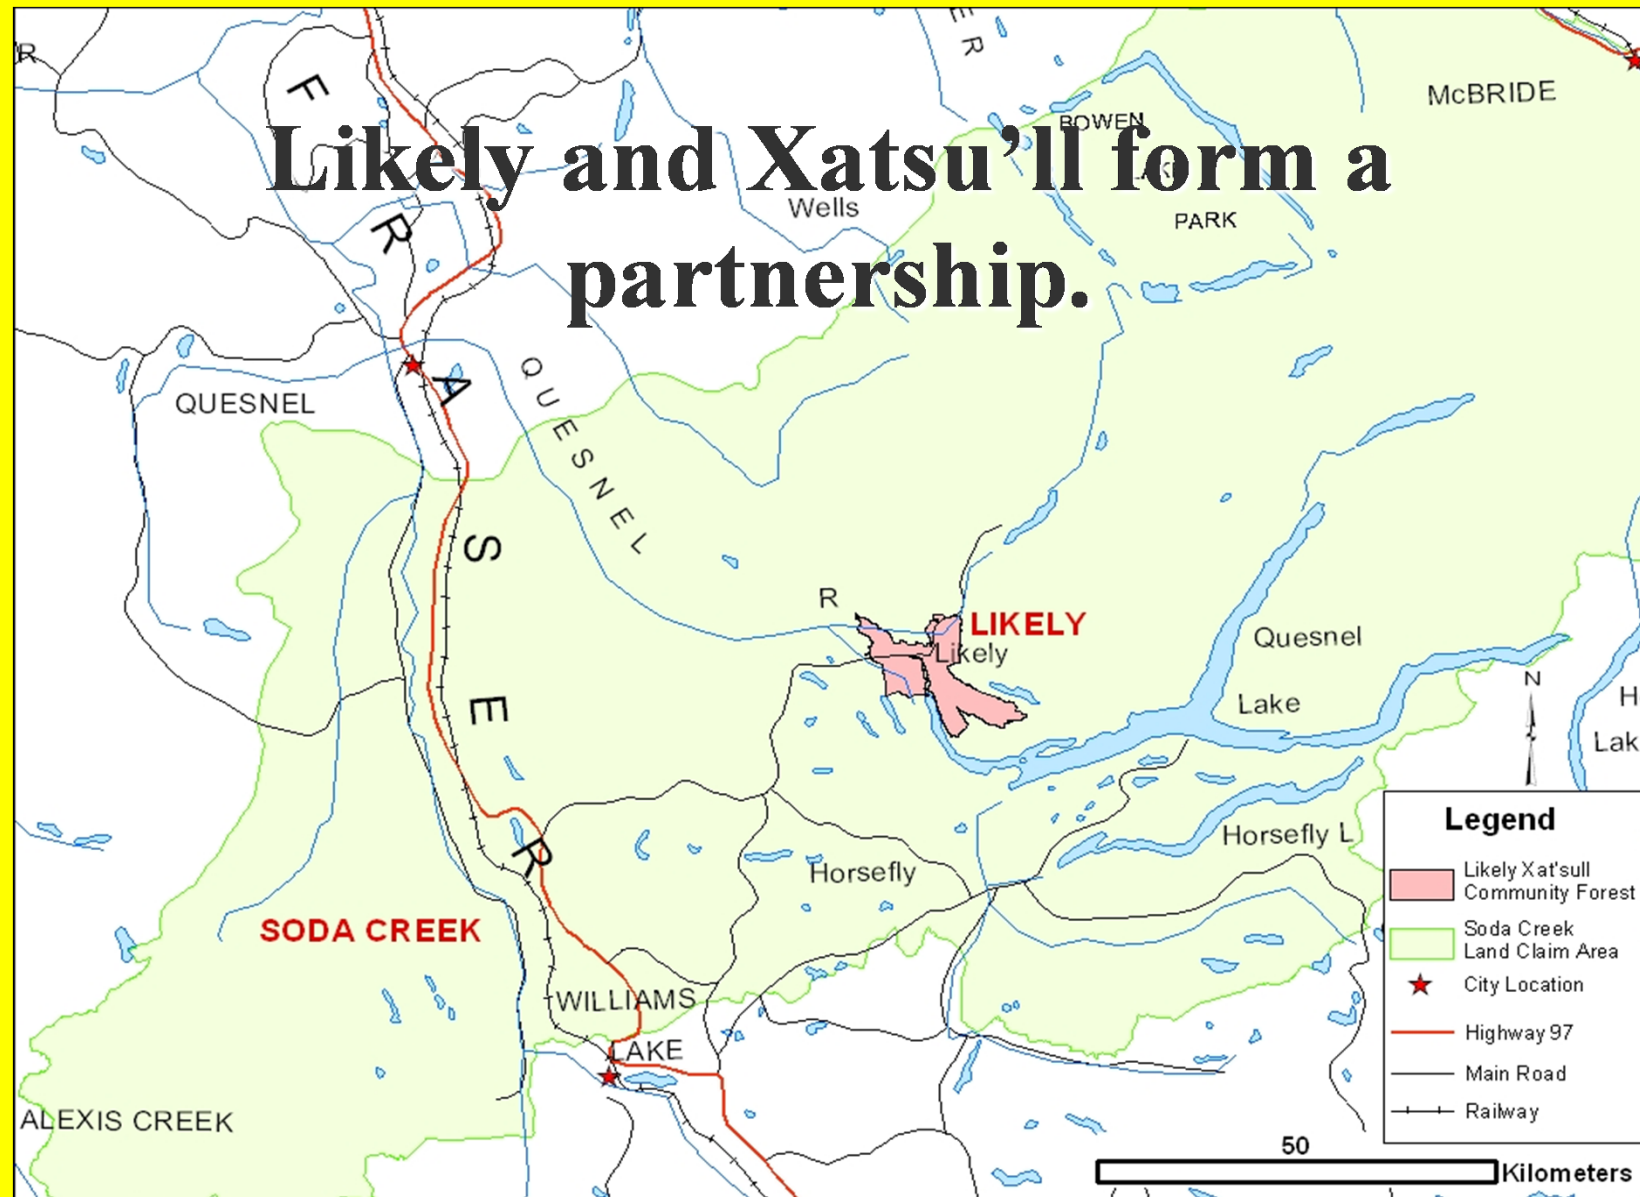 Likely and Xatsu’ll form a
partnership.
R
F
R
A
S
E
R
E
R
McBRIDE
BOWEN
PARK
Wells
QUESNEL
QUESNEL
R
LIKELY
Likely
Quesnel
Lake
N
H
Lak
Horsefly L
Horsefly
SODA CREEK
WILLIAMS
LAKE
ALEXIS CREEK
Legend
Likely Xat'sull
Community Forest
Soda Creek
Land Claim Area
City Location
Highway 97
Main Road
Railway
50
Kilometers